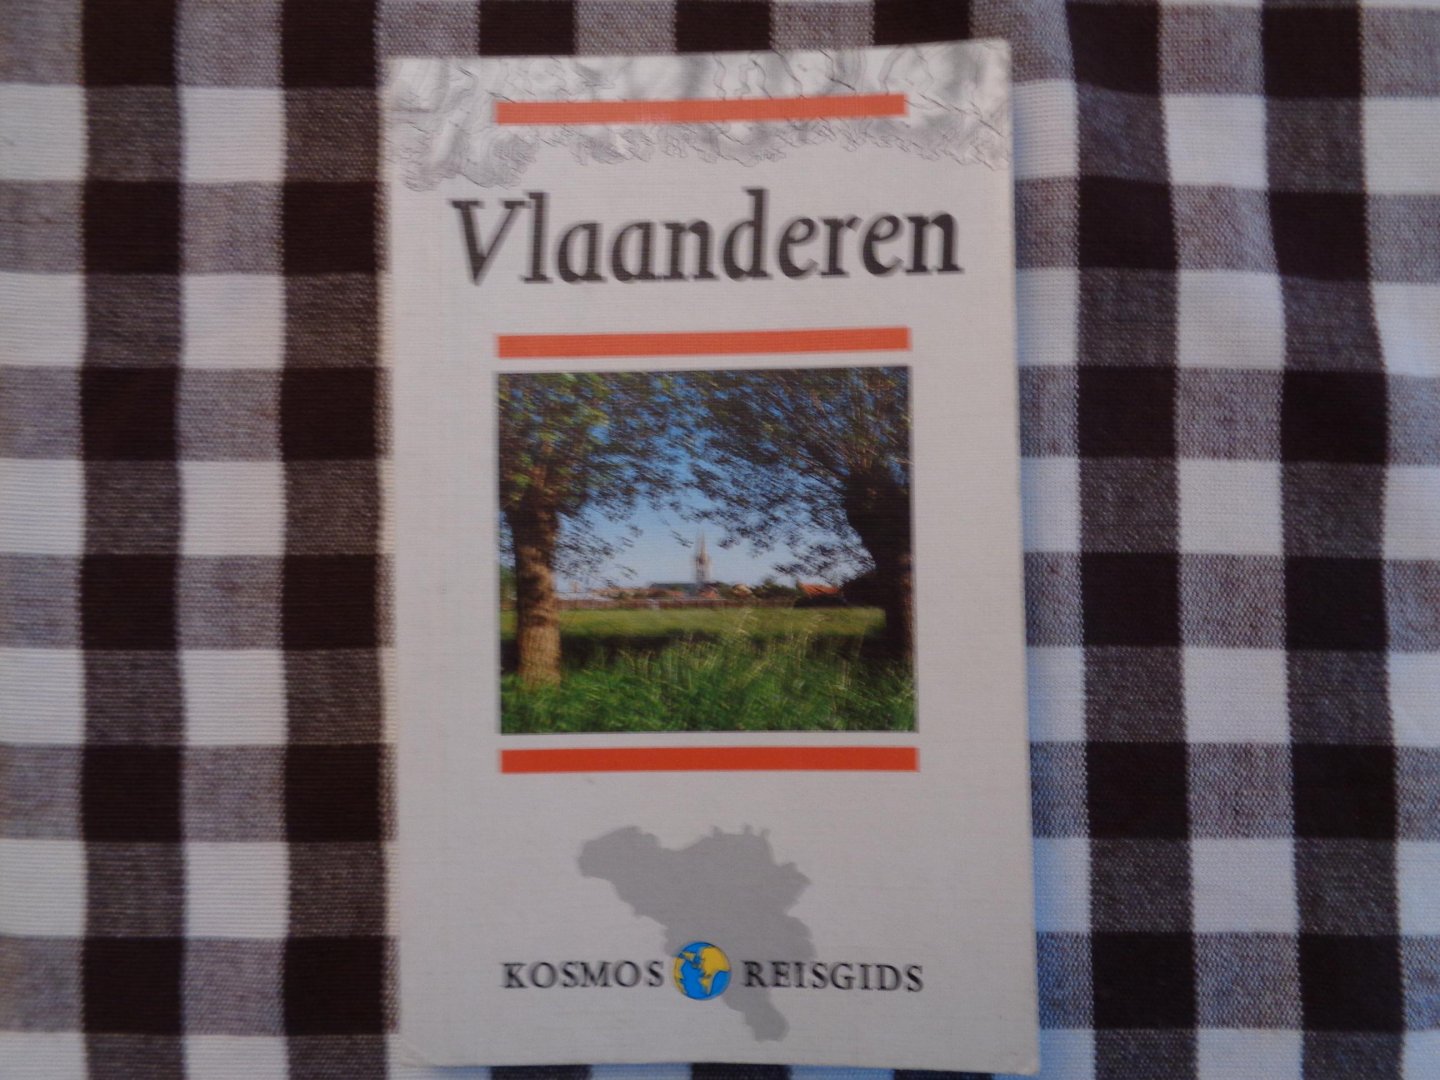 Vlaanderen
KOSMOS REISGIDS